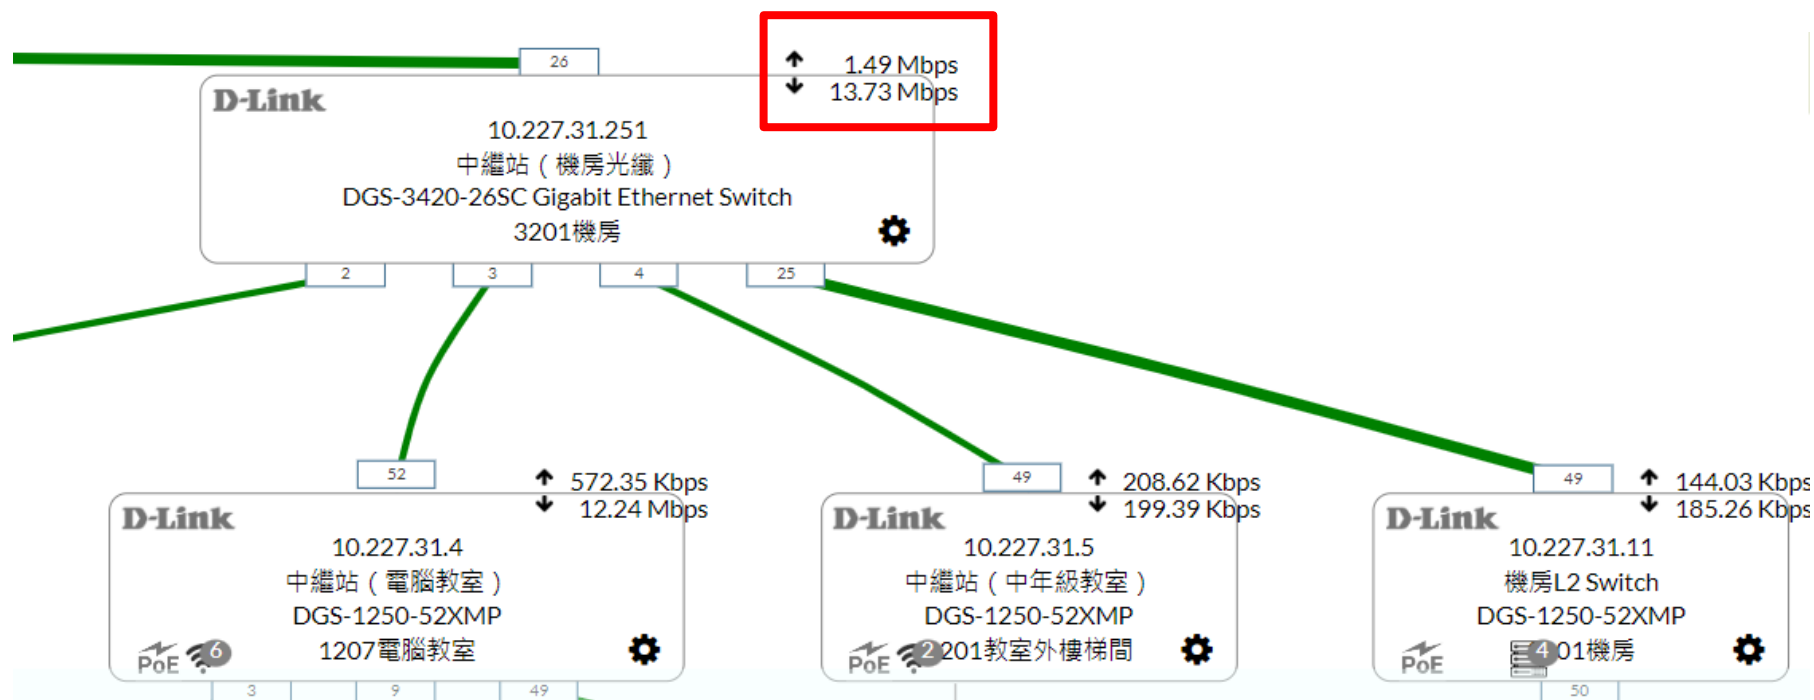 26
1.49 Mbps
13.73 Mbps
D-Link
10.227.31.251
中繼站（機房光纖）
DGS-3420-26SC Gigabit Ethernet Switch
3201機房
2
3
4
25
52
572.35 Kbps
12.24 Mbps
D-Link
10.227.31.4
中繼站（電腦教室）
DGS-1250-52XMP
PoE
6
1207電腦教室
3
9
49
49
208.62 Kbps
199.39 Kbps
D-Link
10.227.31.5
中繼站（中年級教室）
DGS-1250-52XMP
PoE
2
201教室外樓梯間
49
144.03 Kbps
185.26 Kbps
D-Link
10.227.31.11
機房L2 Switch
DGS-1250-52XMP
PoE
4
01機房
50